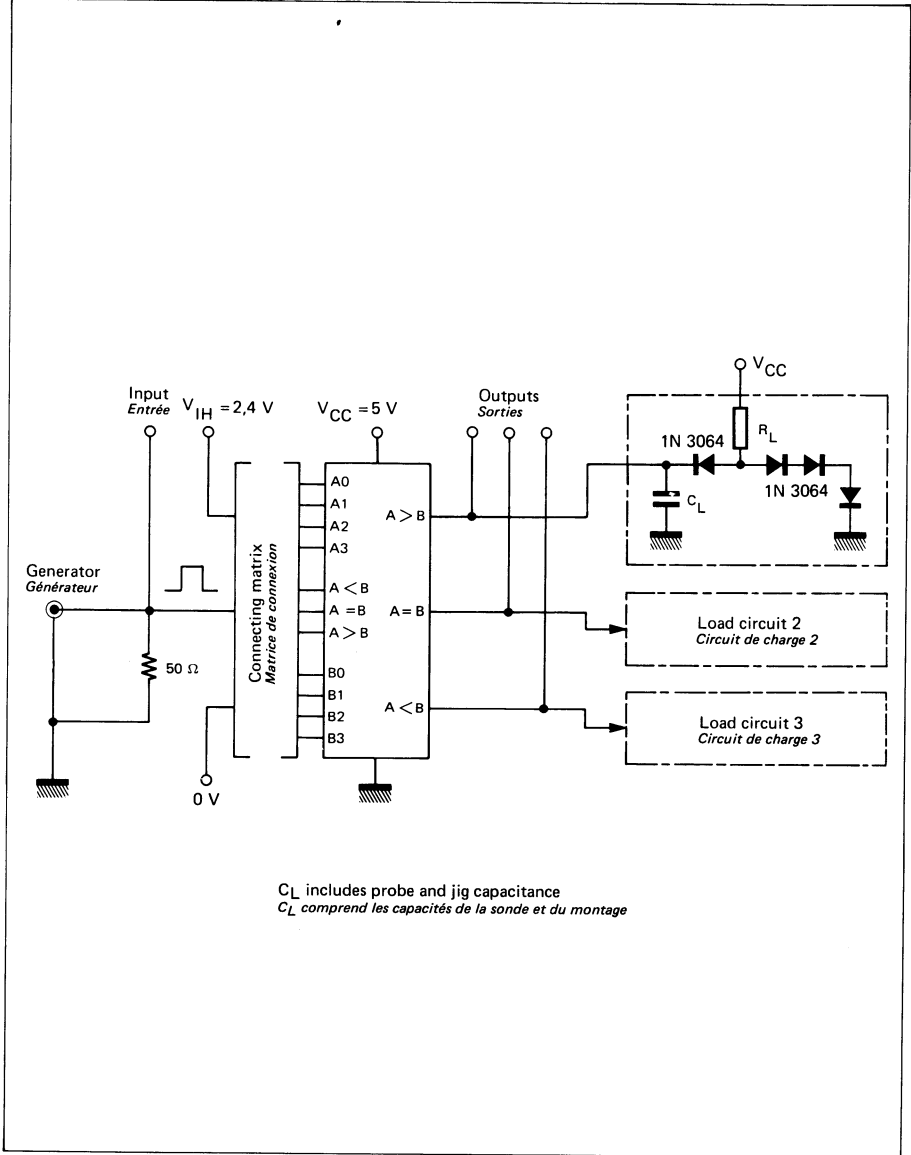 Input
Entrée
V_IH = 2,4 V
V_CC = 5 V
Outputs
Sorties
V_CC
R_L
1N 3064
1N 3064
C_L
Generator
Générateur
50 Ω
0 V
Connecting matrix
Matrice de connexion
A0
A1
A2
A3
A < B
A = B
A > B
B0
B1
B2
B3
A > B
A = B
A < B
Load circuit 2
Circuit de charge 2
Load circuit 3
Circuit de charge 3
C_L includes probe and jig capacitance
C_L comprend les capacités de la sonde et du montage